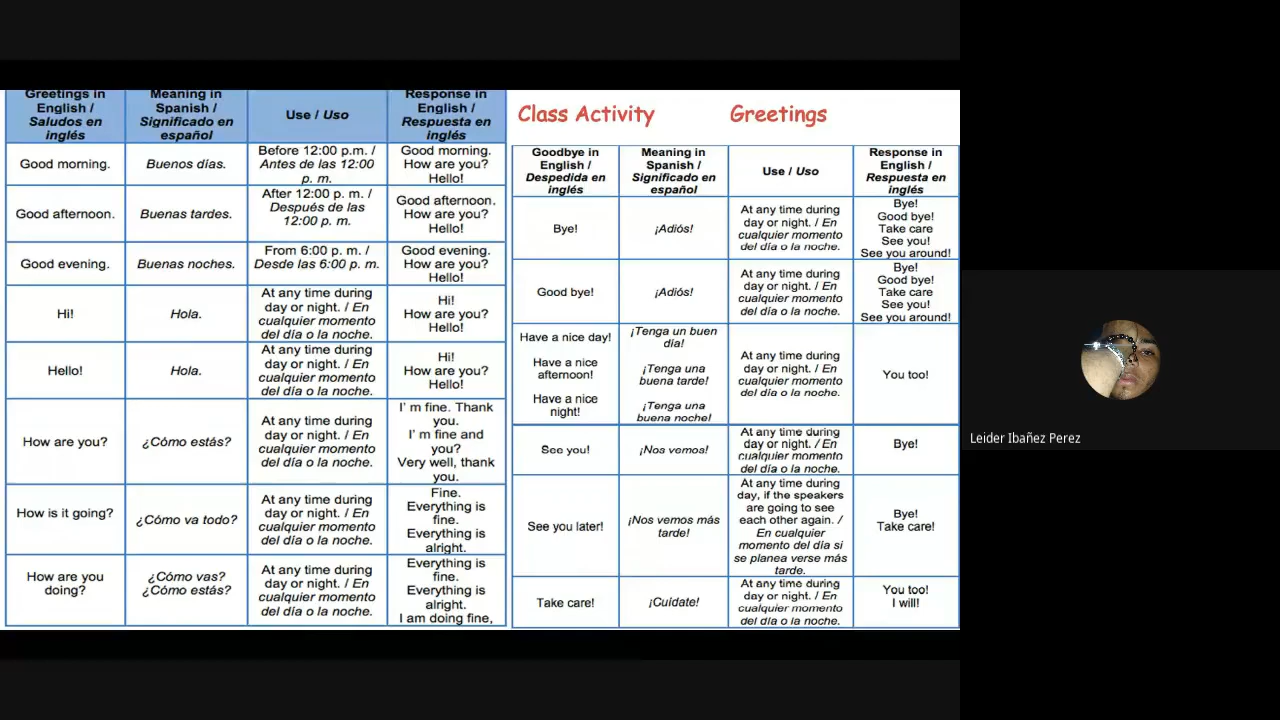 Greetings in
English /
Saludos en
inglés
Meaning in
Spanish /
Significado en
español
Use / Uso
Response in
English /
Respuesta en
inglés
Good morning.
Buenos días.
Before 12:00 p.m. /
Antes de las 12:00
p. m.
Good morning.
How are you?
Hello!
Good afternoon.
Buenas tardes.
After 12:00 p. m. /
Después de las
12:00 p. m.
Good afternoon.
How are you?
Hello!
Good evening.
Buenas noches.
From 6:00 p. m. /
Desde las 6:00 p. m.
Good evening.
How are you?
Hello!
Hi!
Hola.
At any time during
day or night. / En
cualquier momento
del día o la noche.
Hi!
How are you?
Hello!
Hello!
Hola.
At any time during
day or night. / En
cualquier momento
del día o la noche.
Hi!
How are you?
Hello!
How are you?
¿Cómo estás?
At any time during
day or night. / En
cualquier momento
del día o la noche.
I' m fine. Thank
you.
I' m fine and
you?
Very well, thank
you.
How is it going?
¿Cómo va todo?
At any time during
day or night. / En
cualquier momento
del día o la noche.
Fine.
Everything is
fine.
Everything is
alright.
How are you
doing?
¿Cómo vas?
¿Cómo estás?
At any time during
day or night. / En
cualquier momento
del día o la noche.
Everything is
fine.
Everything is
alright.
I am doing fine,
Class Activity Greetings
Goodbye in
English /
Despedida en
inglés
Meaning in
Spanish /
Significado en
español
Use / Uso
Response in
English /
Respuesta en
inglés
Bye!
¡Adiós!
At any time during
day or night. / En
cualquier momento
del día o la noche.
Bye!
Good bye!
Take care
See you!
See you around!
Good bye!
¡Adiós!
At any time during
day or night. / En
cualquier momento
del día o la noche.
Bye!
Good bye!
Take care
See you!
See you around!
Have a nice day!
Have a nice
afternoon!
Have a nice
night!
¡Tenga un buen
día!
¡Tenga una
buena tarde!
¡Tenga una
buena noche!
At any time during
day or night. / En
cualquier momento
del día o la noche.
You too!
See you!
¡Nos vemos!
At any time during
day or night. / En
cualquier momento
del día o la noche.
Bye!
See you later!
¡Nos vemos más
tarde!
At any time during
day, if the speakers
are going to see
each other again. /
En cualquier
momento del día si
se planea verse más
tarde.
Bye!
Take care!
Take care!
¡Cuídate!
At any time during
day or night. / En
cualquier momento
del día o la noche.
You too!
I will!
Leider Ibañez Perez